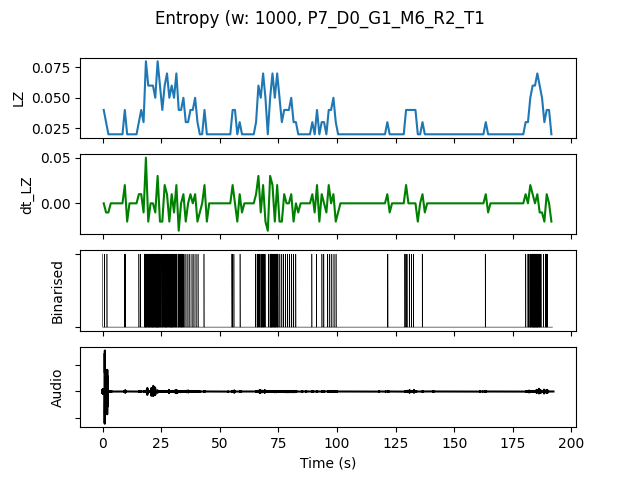 Entropy (w: 1000, P7_D0_G1_M6_R2_T1
0.075
0.050
0.025
LZ
0.05
0.00
dt_LZ
Binarised
Audio
0 25 50 75 100 125 150 175 200
Time (s)